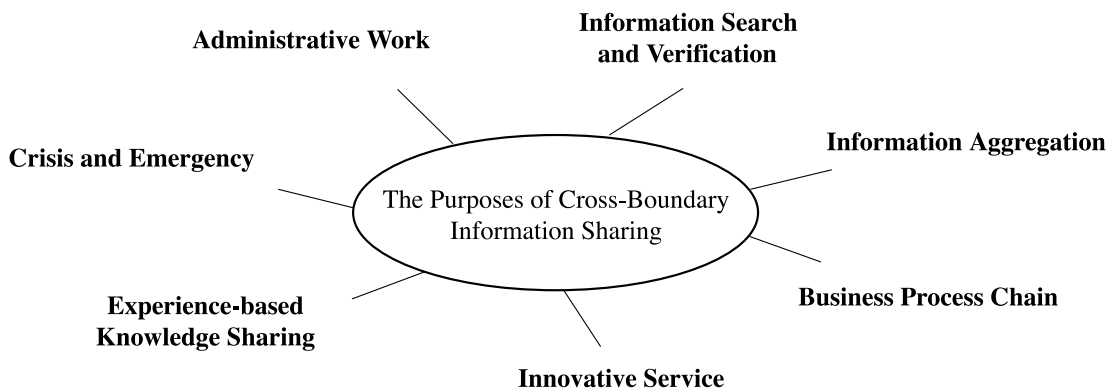 Information Search
and Verification
Administrative Work
Information Aggregation
Crisis and Emergency
The Purposes of Cross-Boundary
Information Sharing
Business Process Chain
Experience-based
Knowledge Sharing
Innovative Service